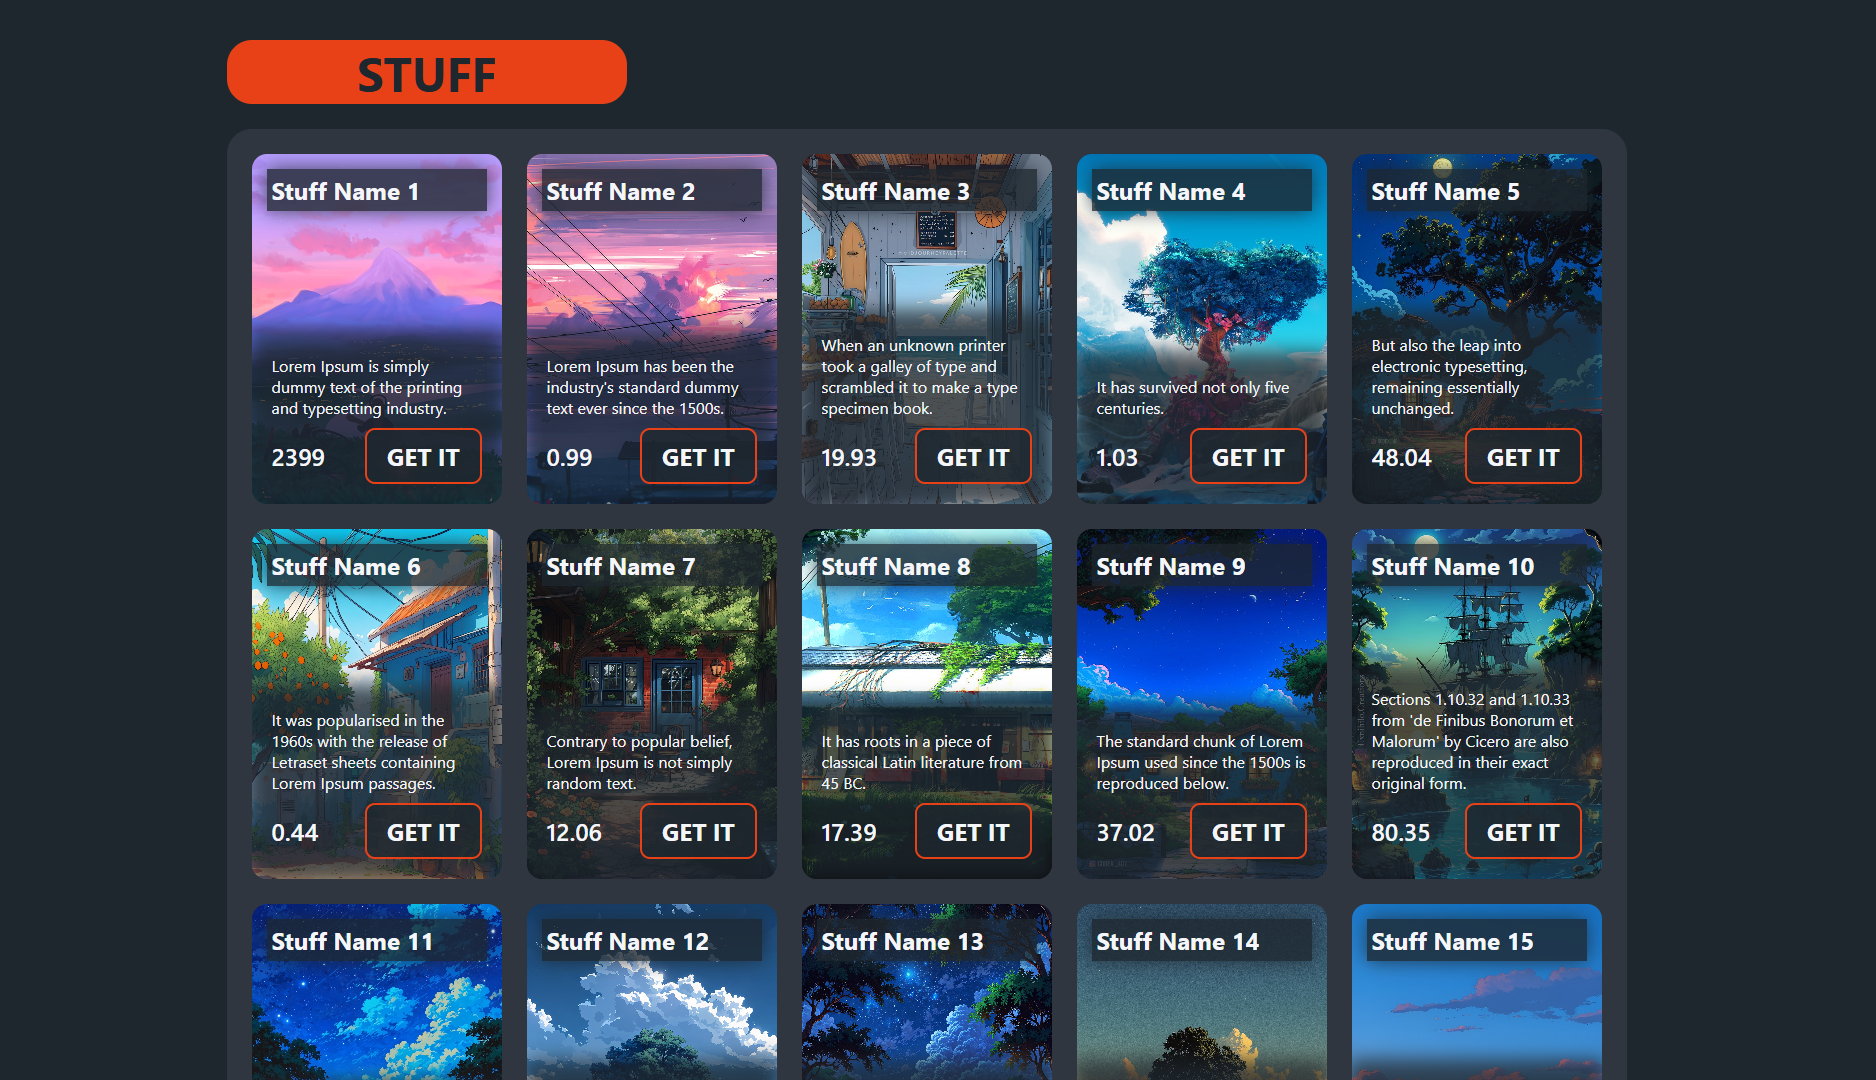 STUFF
Stuff Name 1
Lorem Ipsum is simply
dummy text of the printing
and typesetting industry.
2399
GET IT
Stuff Name 2
Lorem Ipsum has been the
industry's standard dummy
text ever since the 1500s.
0.99
GET IT
Stuff Name 3
When an unknown printer
took a galley of type and
scrambled it to make a type
specimen book.
19.93
GET IT
Stuff Name 4
It has survived not only five
centuries.
1.03
GET IT
Stuff Name 5
But also the leap into
electronic typesetting,
remaining essentially
unchanged.
48.04
GET IT
Stuff Name 6
It was popularised in the
1960s with the release of
Letraset sheets containing
Lorem Ipsum passages.
0.44
GET IT
Stuff Name 7
Contrary to popular belief,
Lorem Ipsum is not simply
random text.
12.06
GET IT
Stuff Name 8
It has roots in a piece of
classical Latin literature from
45 BC.
17.39
GET IT
Stuff Name 9
The standard chunk of Lorem
Ipsum used since the 1500s is
reproduced below.
37.02
GET IT
Stuff Name 10
Sections 1.10.32 and 1.10.33
from 'de Finibus Bonorum et
Malorum' by Cicero are also
reproduced in their exact
original form.
80.35
GET IT
Stuff Name 11
Stuff Name 12
Stuff Name 13
Stuff Name 14
Stuff Name 15